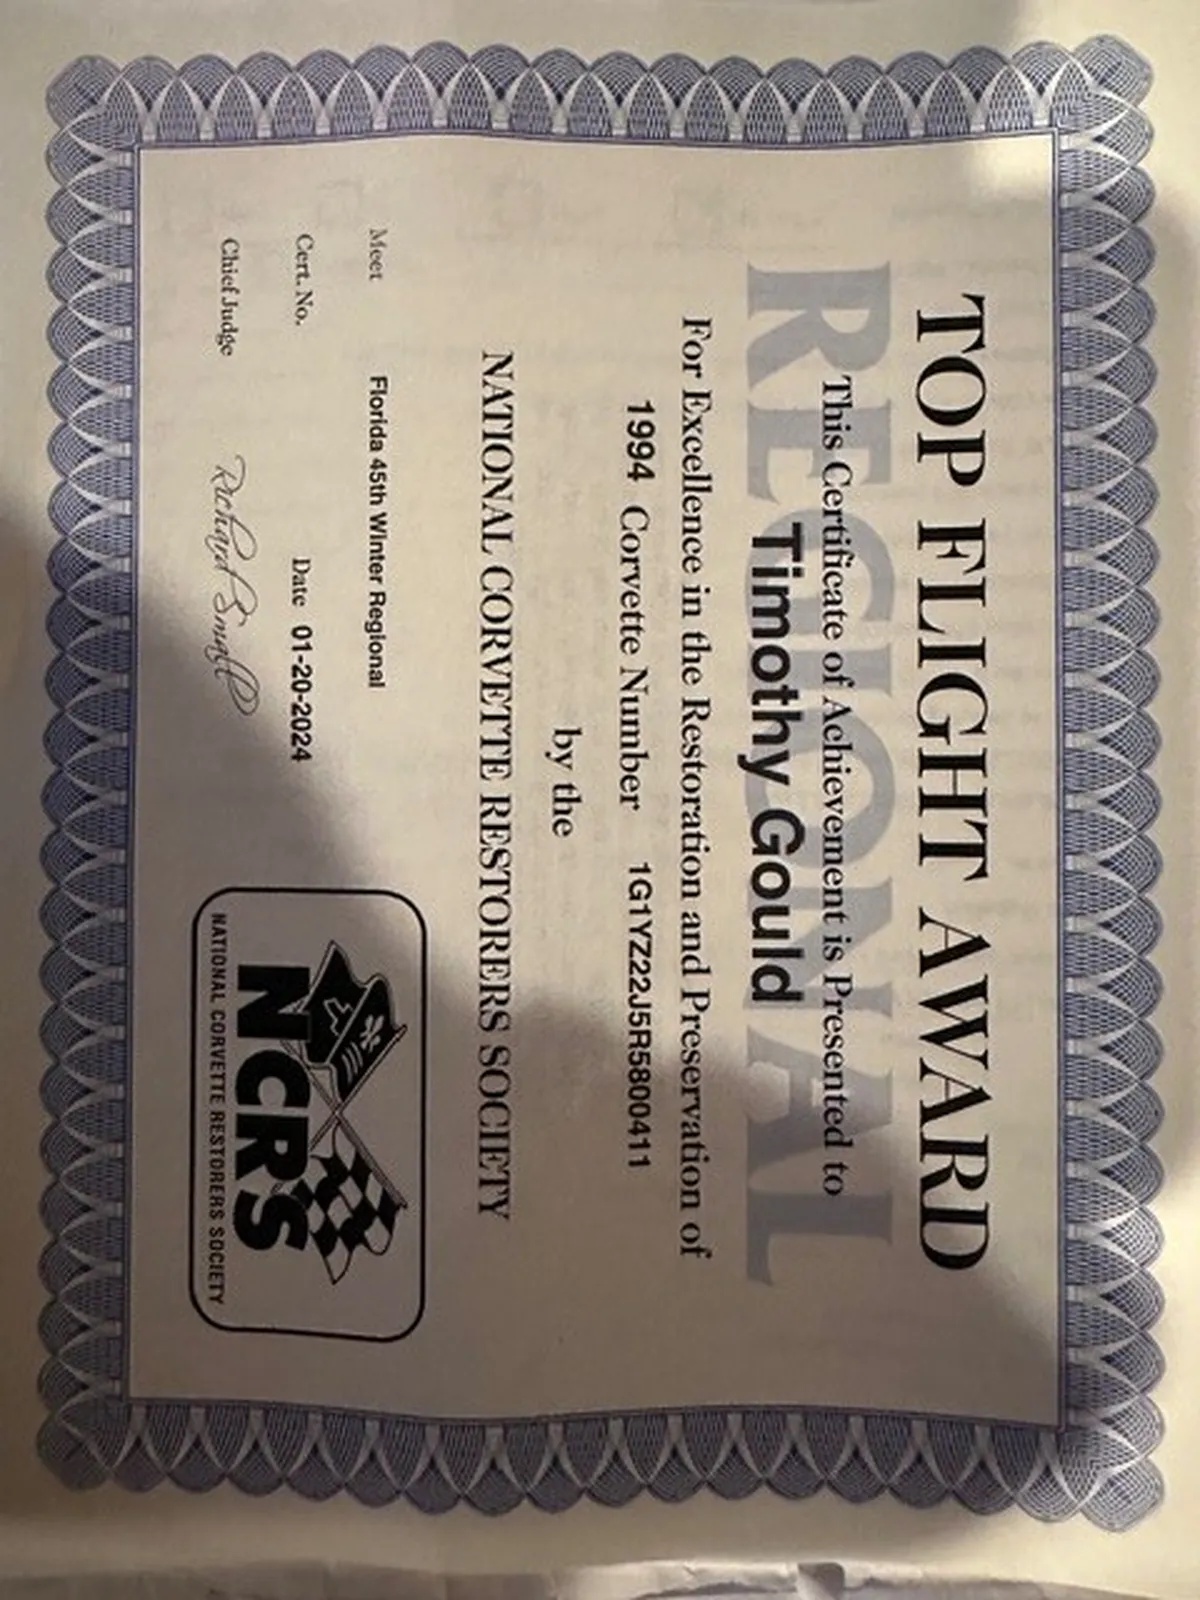 TOP FLIGHT AWARD
REGIONAL
This Certificate of Achievement is Presented to
Timothy Gould
For Excellence in the Restoration and Preservation of
1994 Corvette Number 1G1YZ22J5R5800411
by the
NATIONAL CORVETTE RESTORERS SOCIETY
Meet Florida 45th Winter Regional
Cert. No. Date 01-20-2024
Chief Judge Richard Small
NCRS
NATIONAL CORVETTE RESTORERS SOCIETY